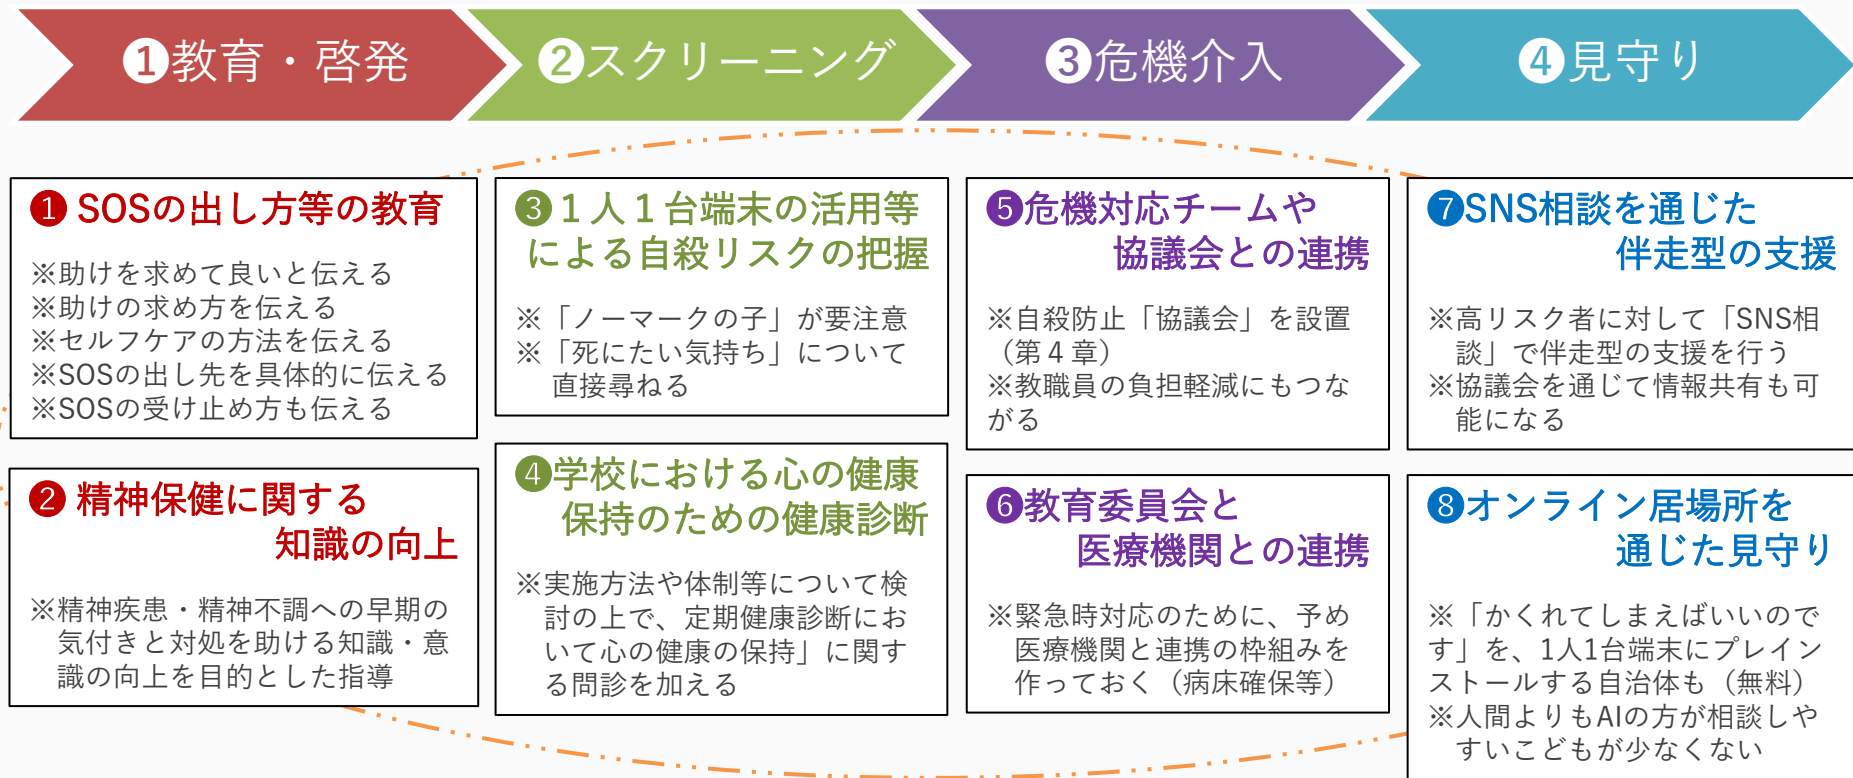 ❶教育・啓発
❷スクリーニング
❸危機介入
❹見守り
❶ SOSの出し方等の教育
※助けを求めて良いと伝える
※助けの求め方を伝える
※セルフケアの方法を伝える
※SOSの出し先を具体的に伝える
※SOSの受け止め方も伝える
❷ 精神保健に関する
知識の向上
※精神疾患・精神不調への早期の
気付きと対処を助ける知識・意
識の向上を目的とした指導
❸１人１台端末の活用等
による自殺リスクの把握
※「ノーマークの子」が要注意
※「死にたい気持ち」について
直接尋ねる
❹学校における心の健康
保持のための健康診断
※実施方法や体制等について検
討の上で、定期健康診断にお
いて心の健康の保持」に関す
る問診を加える
❺危機対応チームや
協議会との連携
※自殺防止「協議会」を設置
（第４章）
※教職員の負担軽減にもつな
がる
❻教育委員会と
医療機関との連携
※緊急時対応のために、予め
医療機関と連携の枠組みを
作っておく（病床確保等）
❼SNS相談を通じた
伴走型の支援
※高リスク者に対して「SNS相
談」で伴走型の支援を行う
※協議会を通じて情報共有も可
能になる
❽オンライン居場所を
通じた見守り
※「かくれてしまえばいいので
す」を、1人1台端末にプレイン
ストールする自治体も（無料）
※人間よりもAIの方が相談しや
すいこどもが少なくない